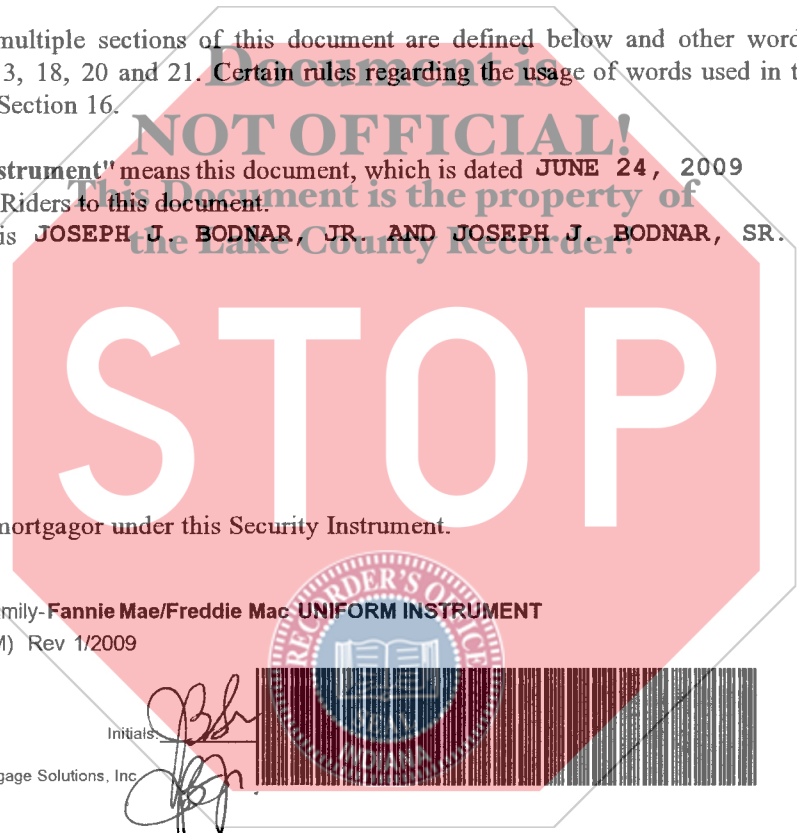 multiple sections of this document are defined below and other word
Document is
3, 18, 20 and 21. Certain rules regarding the usage of words used in t
Section 16.
NOT OFFICIAL!
strument" means this document, which is dated JUNE 24, 2009
This Document is the property of
Riders to this document.
is JOSEPH J. BODNAR, JR. AND JOSEPH J. BODNAR, SR.
the Lake County Recorder!
STOP
mortgagor under this Security Instrument.
mily-Fannie Mae/Freddie Mac UNIFORM INSTRUMENT
M) Rev 1/2009
RECORDER'S OFFICE
SEAL
INDIANA
Initials:
gage Solutions, Inc